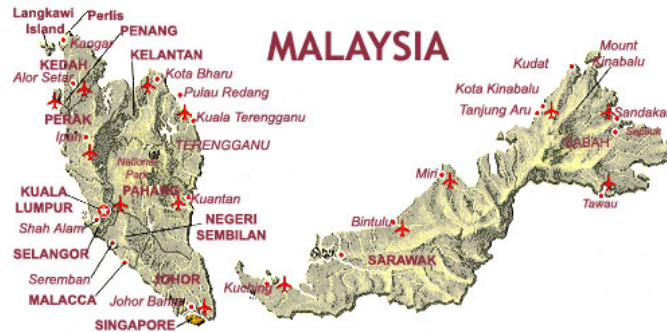 Langkawi
Island
Perlis
PENANG
Kangar
KEDAH
KELANTAN
Alor Setar
Kota Bharu
Pulau Redang
PERAK
Kuala Terengganu
Ipoh
TERENGGANU
National
Park
PAHANG
KUALA
LUMPUR
Kuantan
Shah Alam
NEGERI
SEMBILAN
SELANGOR
Seremban
JOHOR
MALACCA
Johor Bahru
SINGAPORE
MALAYSIA
Mount
Kinabalu
Kudat
Kota Kinabalu
Tanjung Aru
Sandakan
SABAH
Tawau
Miri
Bintulu
Sibu
SARAWAK
Kuching